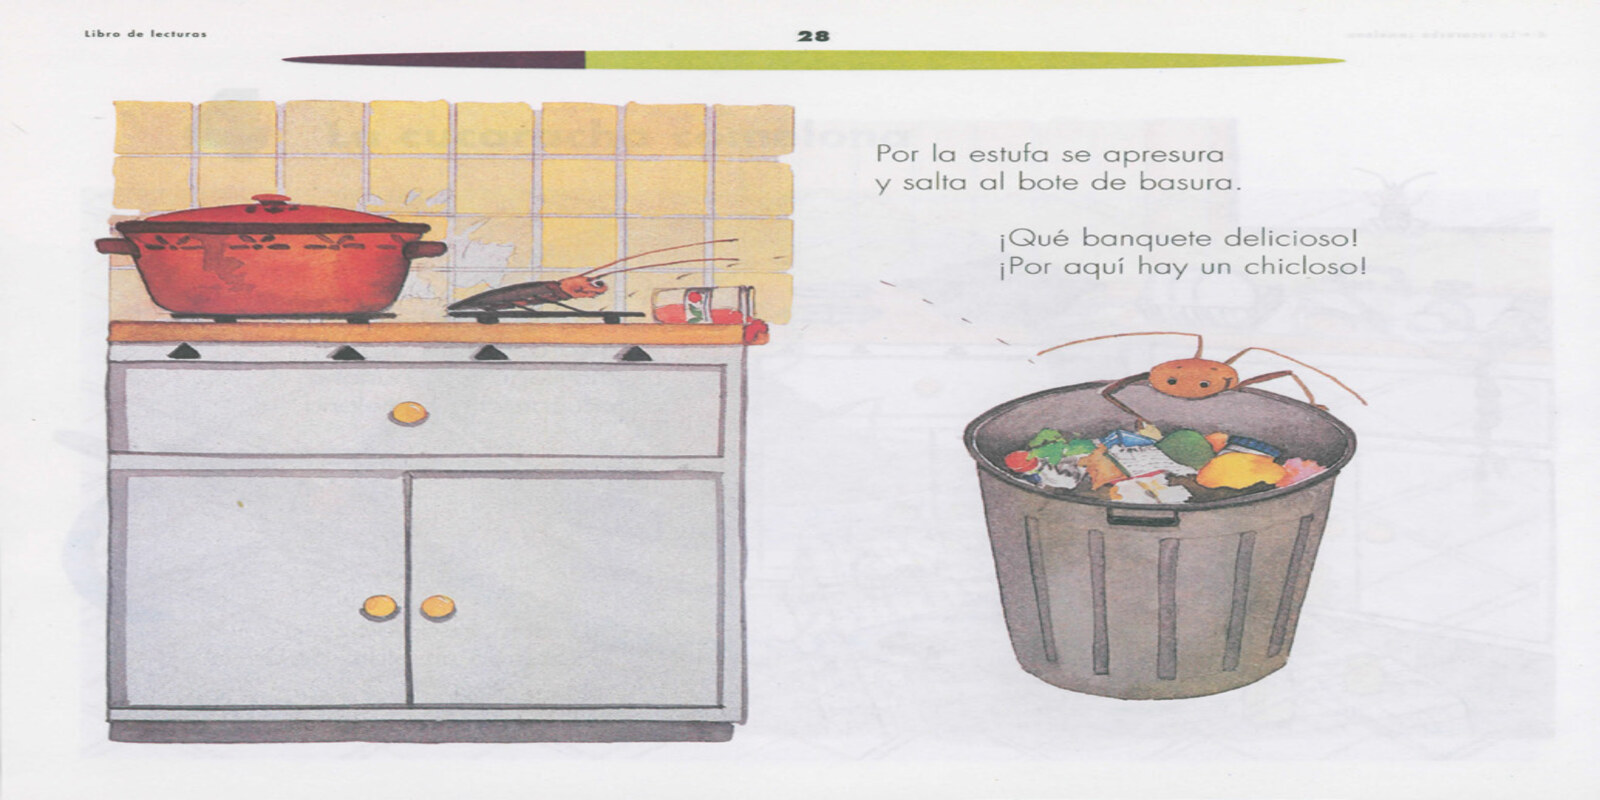 Libro de lecturas
28
Por la estufa se apresura
y salta al bote de basura.
¡Qué banquete delicioso!
¡Por aquí hay un chicloso!